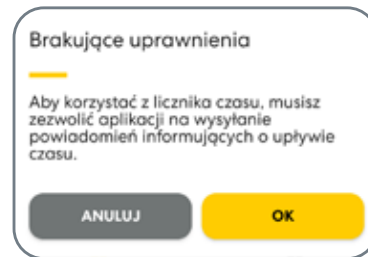 Brakujące uprawnienia
Aby korzystać z licznika czasu, musisz
zezwolić aplikacji na wysyłanie
powiadomień informujących o upływie
czasu.
ANULUJ
OK